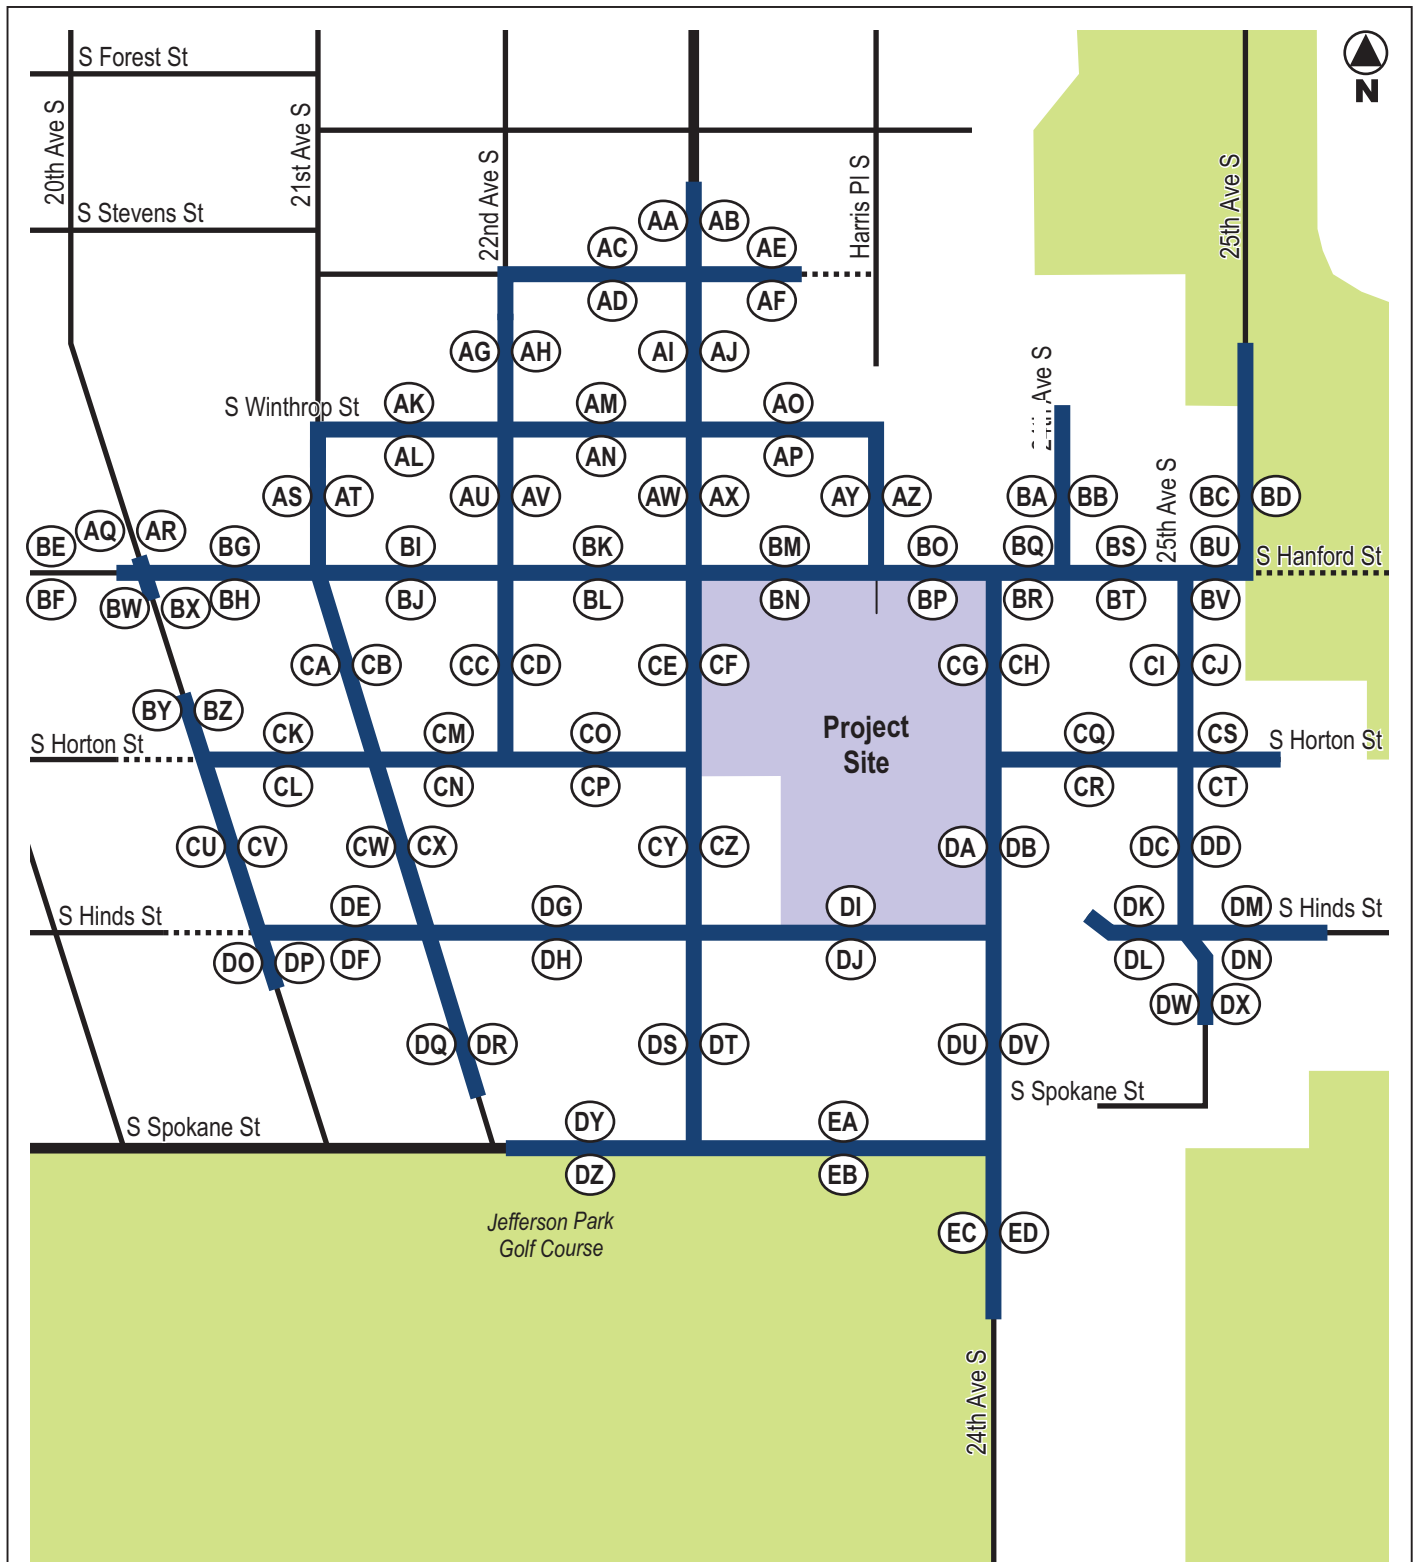 S Forest St
N
20th Ave S
21st Ave S
22nd Ave S
Harris Pl S
25th Ave S
S Stevens St
AA AB
AC AE
AD AF
AG AH AI AJ
24th Ave S
S Winthrop St
AK AM AO
AL AN AP
25th Ave S
AS AT AU AV AW AX AY AZ BA BB BC BD
AQ AR
BE BG BI BK BM BO BQ BS BU
S Hanford St
BF BH BJ BL BN BP BR BT BV
BW BX
CA CB CC CD CE CF CG CH CI CJ
BY BZ
Project
Site
S Horton St
CK CM CO CQ CS
S Horton St
CL CN CP CR CT
CU CV CW CX CY CZ DA DB DC DD
S Hinds St
DE DG DI DK DM
S Hinds St
DO DP DF DH DJ DL DN
DW DX
DQ DR DS DT DU DV
S Spokane St
S Spokane St
DY EA
DZ EB
Jefferson Park
Golf Course
EC ED
24th Ave S